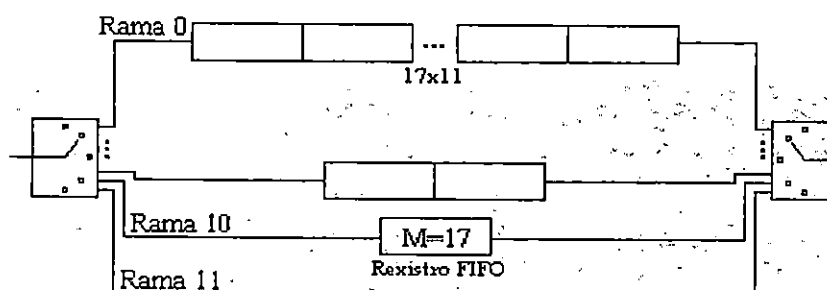 Rama 0
...
17x11
...
...
Rama 10
M=17
Rexistro FIFO
Rama 11